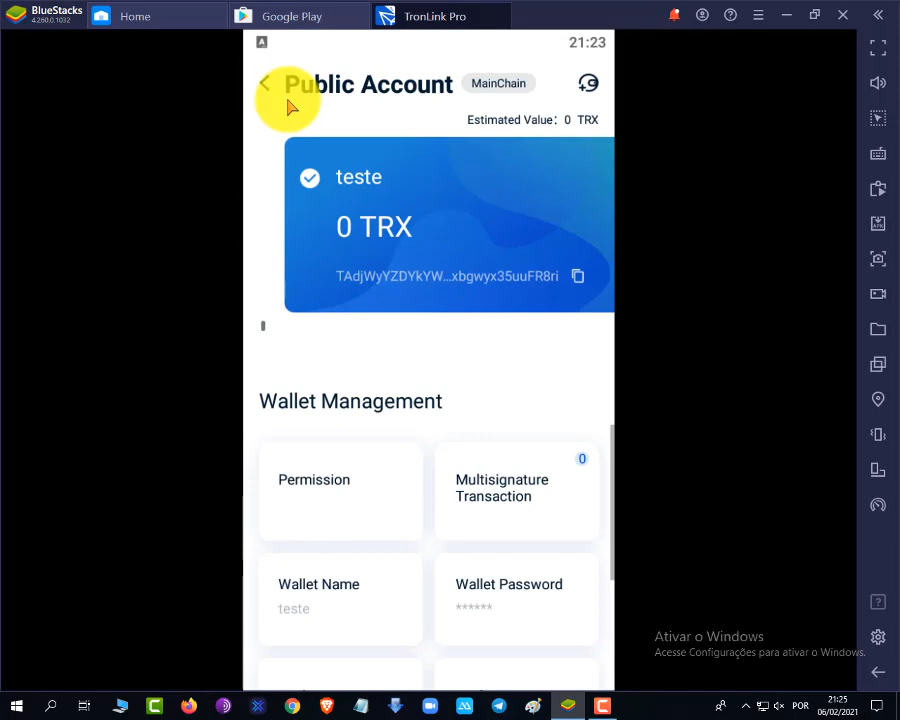 BlueStacks
4.260.0.1032
Home
Google Play
TronLink Pro
A
21:23
Public Account
MainChain
Estimated Value: 0 TRX
teste
0 TRX
TAdjWyYZDYkYW...xbgwyx35uuFR8ri
Wallet Management
Permission
0
Multisignature
Transaction
Wallet Name
teste
Wallet Password
******
Ativar o Windows
Acesse Configurações para ativar o Windows.
POR
21:25
06/02/2021